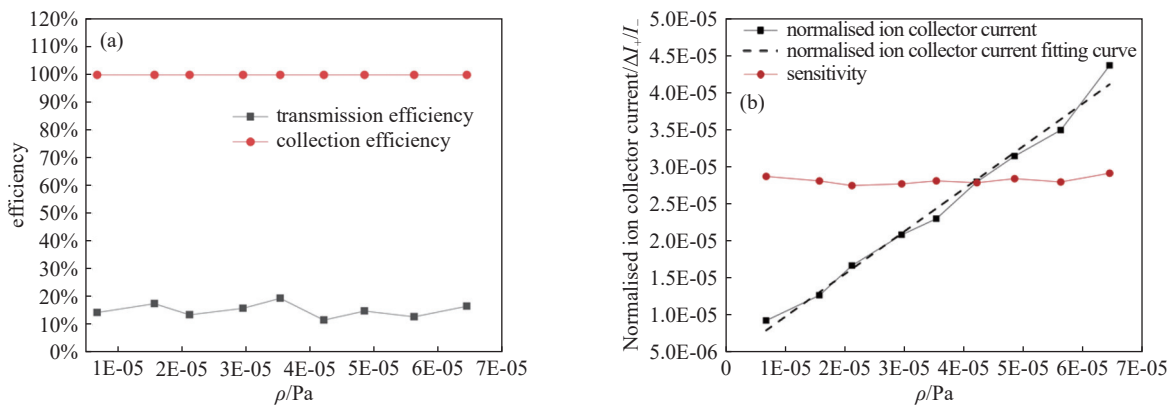 120%
110%
100%
90%
80%
70%
60%
50%
40%
30%
20%
10%
0%
efficiency
(a)
transmission efficiency
collection efficiency
1E-05 2E-05 3E-05 4E-05 5E-05 6E-05 7E-05
ρ/Pa
5.0E-05
4.5E-05
4.0E-05
3.5E-05
3.0E-05
2.5E-05
2.0E-05
1.5E-05
1.0E-05
5.0E-06
Normalised ion collector current/ΔI₊/I₋
normalised ion collector current
normalised ion collector current fitting curve
sensitivity
(b)
0 1E-05 2E-05 3E-05 4E-05 5E-05 6E-05 7E-05
ρ/Pa